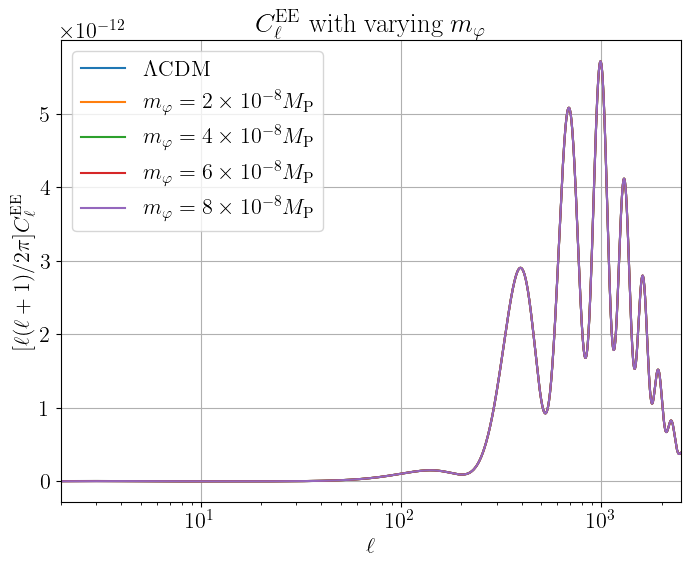 C_ℓ^EE with varying m_φ
×10^−12
ΛCDM
m_φ = 2 × 10^−8 M_P
m_φ = 4 × 10^−8 M_P
m_φ = 6 × 10^−8 M_P
m_φ = 8 × 10^−8 M_P
[ℓ(ℓ + 1)/2π]C_ℓ^EE
5
4
3
2
1
0
10^1
10^2
10^3
ℓ